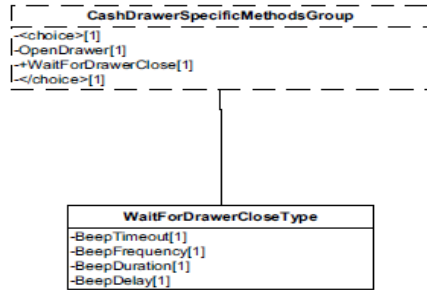 CashDrawerSpecificMethodsGroup
-<choice>[1]
-OpenDrawer[1]
-+WaitForDrawerClose[1]
-</choice>[1]
WaitForDrawerCloseType
-BeepTimeout[1]
-BeepFrequency[1]
-BeepDuration[1]
-BeepDelay[1]